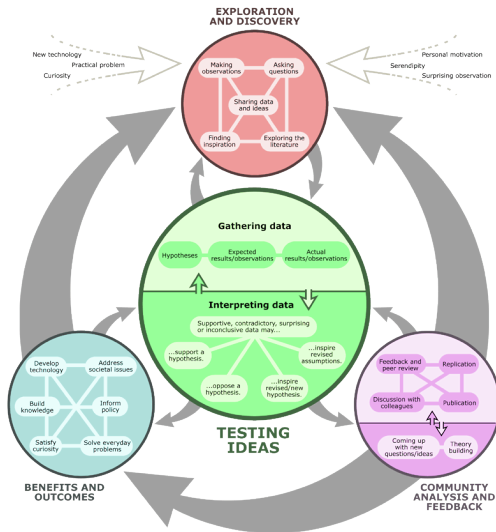 EXPLORATION
AND DISCOVERY
New technology
Practical problem
Curiosity
Personal motivation
Serendipity
Surprising observation
Making
observations
Asking
questions
Sharing data
and ideas
Finding
inspiration
Exploring the
literature
Gathering data
Hypotheses
Expected
results/observations
Actual
results/observations
Interpreting data
Supportive, contradictory, surprising
or inconclusive data may...
...support a
hypothesis.
...oppose a
hypothesis.
...inspire
revised/new
hypothesis.
...inspire
revised
assumptions.
TESTING
IDEAS
Develop
technology
Address
societal issues
Build
knowledge
Inform
policy
Satisfy
curiosity
Solve everyday
problems
BENEFITS AND
OUTCOMES
Feedback and
peer review
Replication
Discussion with
colleagues
Publication
Coming up
with new
questions/ideas
Theory
building
COMMUNITY
ANALYSIS AND
FEEDBACK